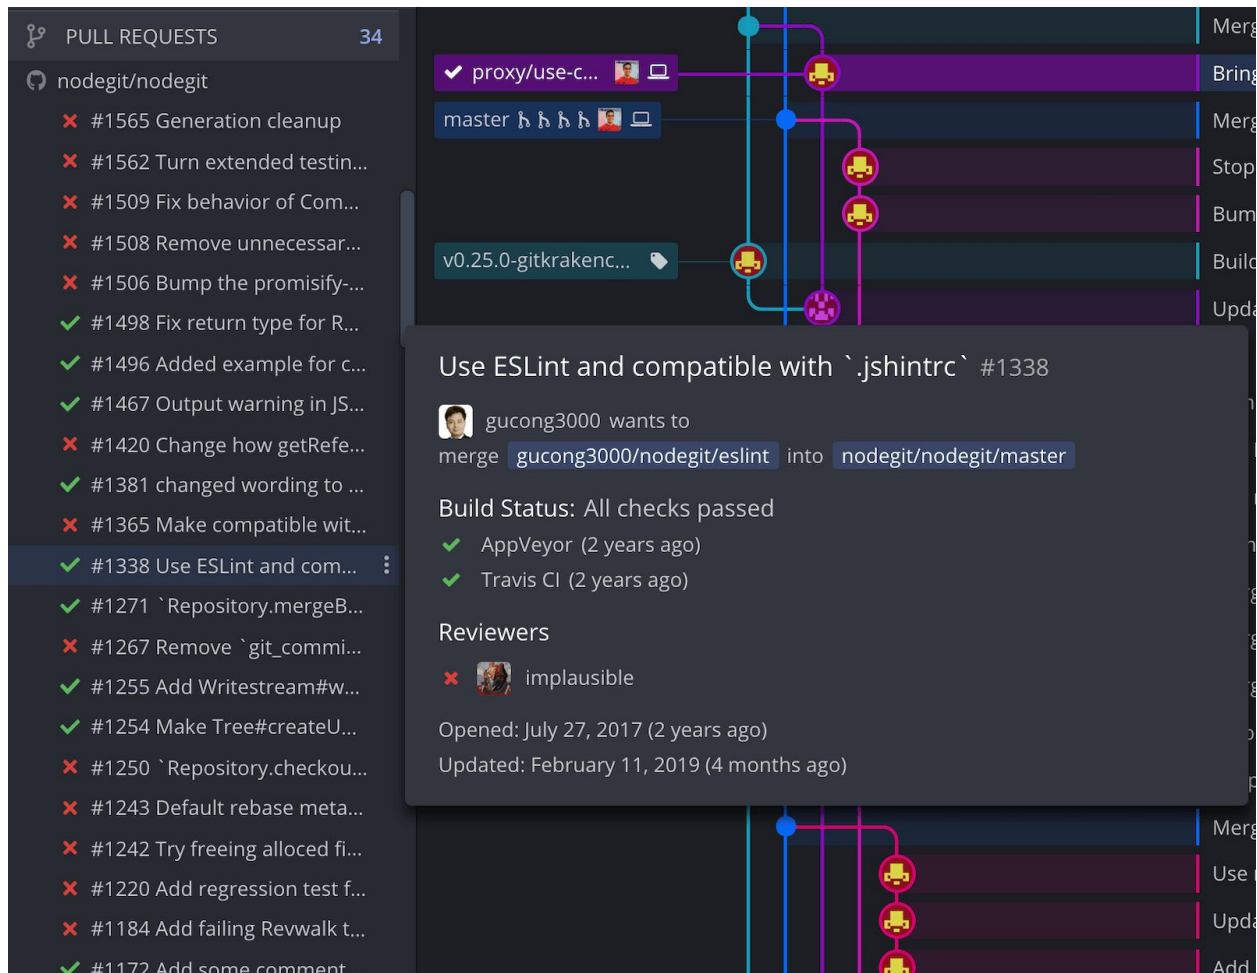 PULL REQUESTS 34
nodegit/nodegit
#1565 Generation cleanup
#1562 Turn extended testin...
#1509 Fix behavior of Com...
#1508 Remove unnecessar...
#1506 Bump the promisify-...
#1498 Fix return type for R...
#1496 Added example for c...
#1467 Output warning in JS...
#1420 Change how getRefe...
#1381 changed wording to ...
#1365 Make compatible wit...
#1338 Use ESLint and com...
#1271 `Repository.mergeB...
#1267 Remove `git_commi...
#1255 Add Writestream#w...
#1254 Make Tree#createU...
#1250 `Repository.checkou...
#1243 Default rebase meta...
#1242 Try freeing alloced fi...
#1220 Add regression test f...
#1184 Add failing Revwalk t...
#1172 Add some comment
proxy/use-c...
master
v0.25.0-gitkrakenc...
Merg
Bring
Merg
Stop
Bum
Build
Upda
Use ESLint and compatible with `.jshintrc` #1338
gucong3000 wants to
merge gucong3000/nodegit/eslint into nodegit/nodegit/master
Build Status: All checks passed
AppVeyor (2 years ago)
Travis CI (2 years ago)
Reviewers
implausible
Opened: July 27, 2017 (2 years ago)
Updated: February 11, 2019 (4 months ago)
Merg
Use
Upda
Add